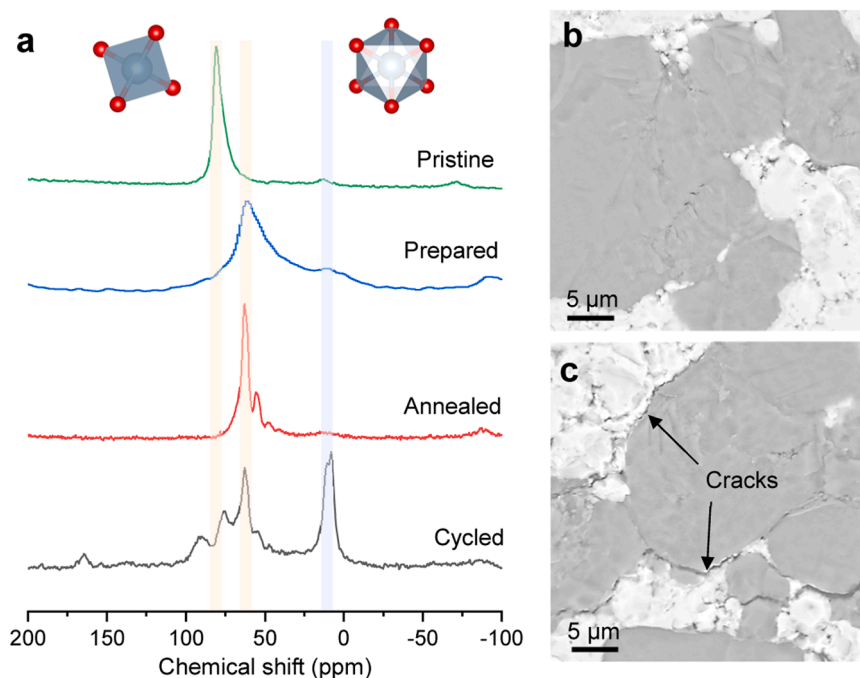 a
Pristine
Prepared
Annealed
Cycled
200 150 100 50 0 -50 -100
Chemical shift (ppm)
b
5 µm
c
Cracks
5 µm